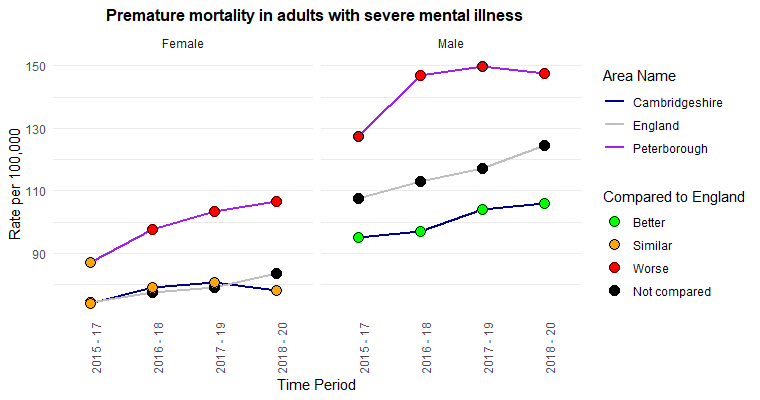 Premature mortality in adults with severe mental illness
Female
Male
150
130
110
90
Rate per 100,000
2015 - 17
2016 - 18
2017 - 19
2018 - 20
2015 - 17
2016 - 18
2017 - 19
2018 - 20
Time Period
Area Name
Cambridgeshire
England
Peterborough
Compared to England
Better
Similar
Worse
Not compared